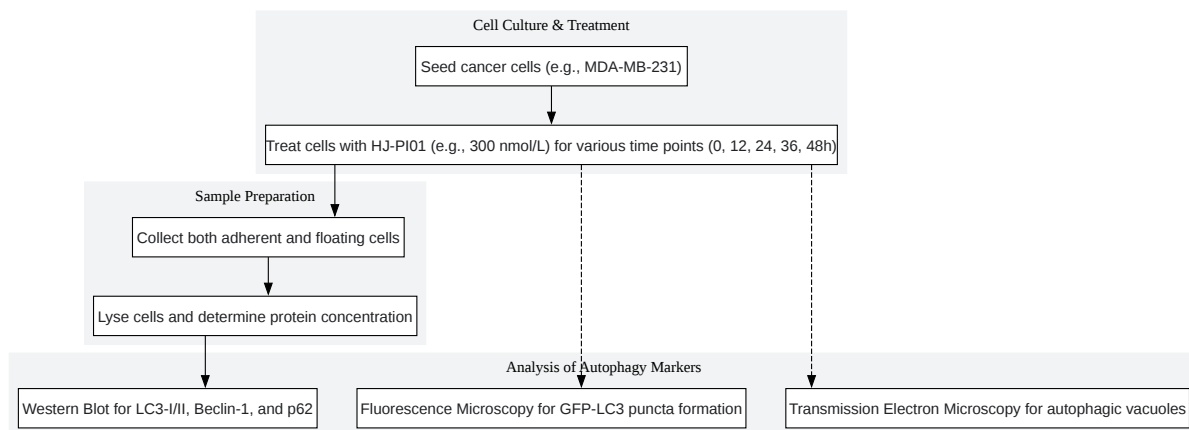 Cell Culture & Treatment
Seed cancer cells (e.g., MDA-MB-231)
Treat cells with HJ-PI01 (e.g., 300 nmol/L) for various time points (0, 12, 24, 36, 48h)
Sample Preparation
Collect both adherent and floating cells
Lyse cells and determine protein concentration
Analysis of Autophagy Markers
Western Blot for LC3-I/II, Beclin-1, and p62
Fluorescence Microscopy for GFP-LC3 puncta formation
Transmission Electron Microscopy for autophagic vacuoles